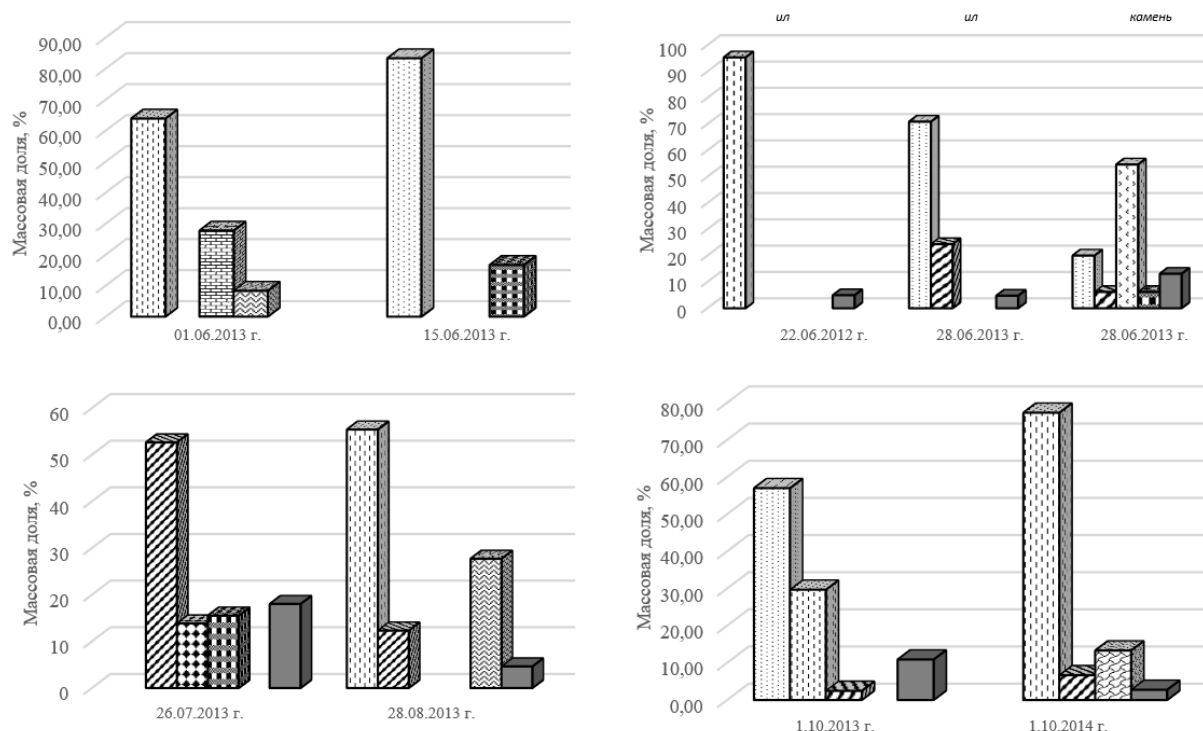 Массовая доля, %
90,00
80,00
70,00
60,00
50,00
40,00
30,00
20,00
10,00
0,00
01.06.2013 г.
15.06.2013 г.
ил
ил
камень
Массовая доля, %
100
90
80
70
60
50
40
30
20
10
0
22.06.2012 г.
28.06.2013 г.
28.06.2013 г.
Массовая доля, %
60
50
40
30
20
10
0
26.07.2013 г.
28.08.2013 г.
Массовая доля, %
80,00
70,00
60,00
50,00
40,00
30,00
20,00
10,00
0,00
1.10.2013 г.
1.10.2014 г.